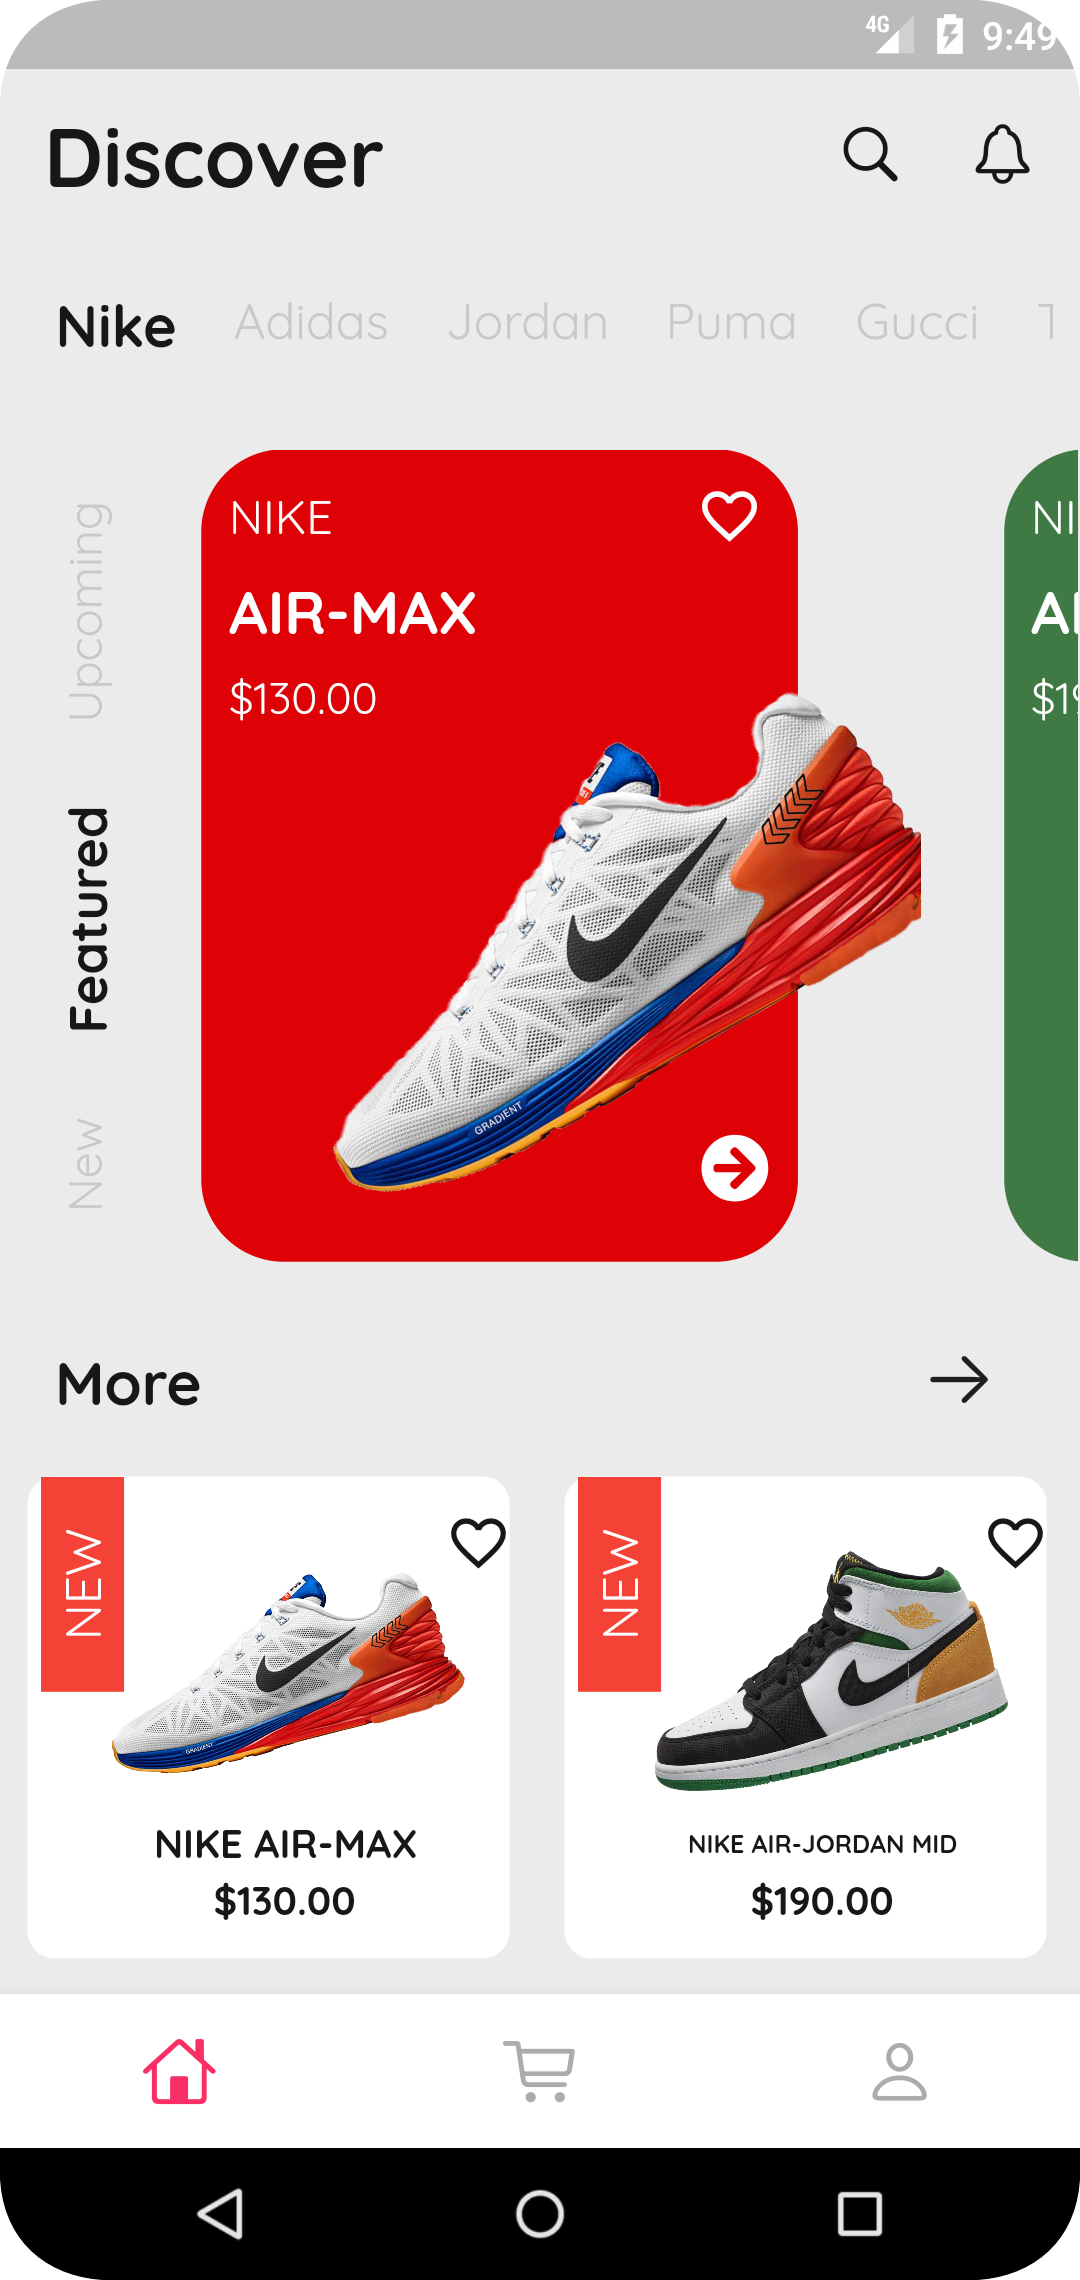 4G 9:49
Discover
Nike Adidas Jordan Puma Gucci T
Upcoming
Featured
New
NIKE
AIR-MAX
$130.00
GRADIENT
NI
$19
More
NEW
GRADIENT
NIKE AIR-MAX
$130.00
NEW
NIKE AIR-JORDAN MID
$190.00